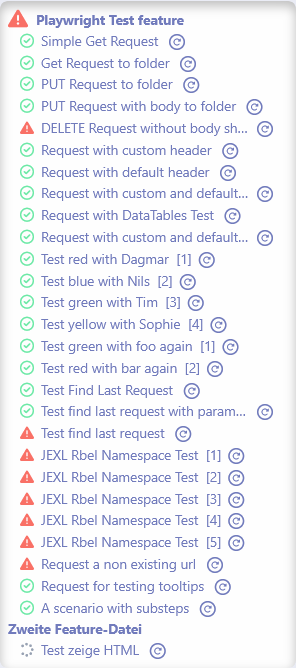 Playwright Test feature
Simple Get Request
Get Request to folder
PUT Request to folder
PUT Request with body to folder
DELETE Request without body sh...
Request with custom header
Request with default header
Request with custom and default...
Request with DataTables Test
Request with custom and default...
Test red with Dagmar [1]
Test blue with Nils [2]
Test green with Tim [3]
Test yellow with Sophie [4]
Test green with foo again [1]
Test red with bar again [2]
Test Find Last Request
Test find last request with param...
Test find last request
JEXL Rbel Namespace Test [1]
JEXL Rbel Namespace Test [2]
JEXL Rbel Namespace Test [3]
JEXL Rbel Namespace Test [4]
JEXL Rbel Namespace Test [5]
Request a non existing url
Request for testing tooltips
A scenario with substeps
Zweite Feature-Datei
Test zeige HTML